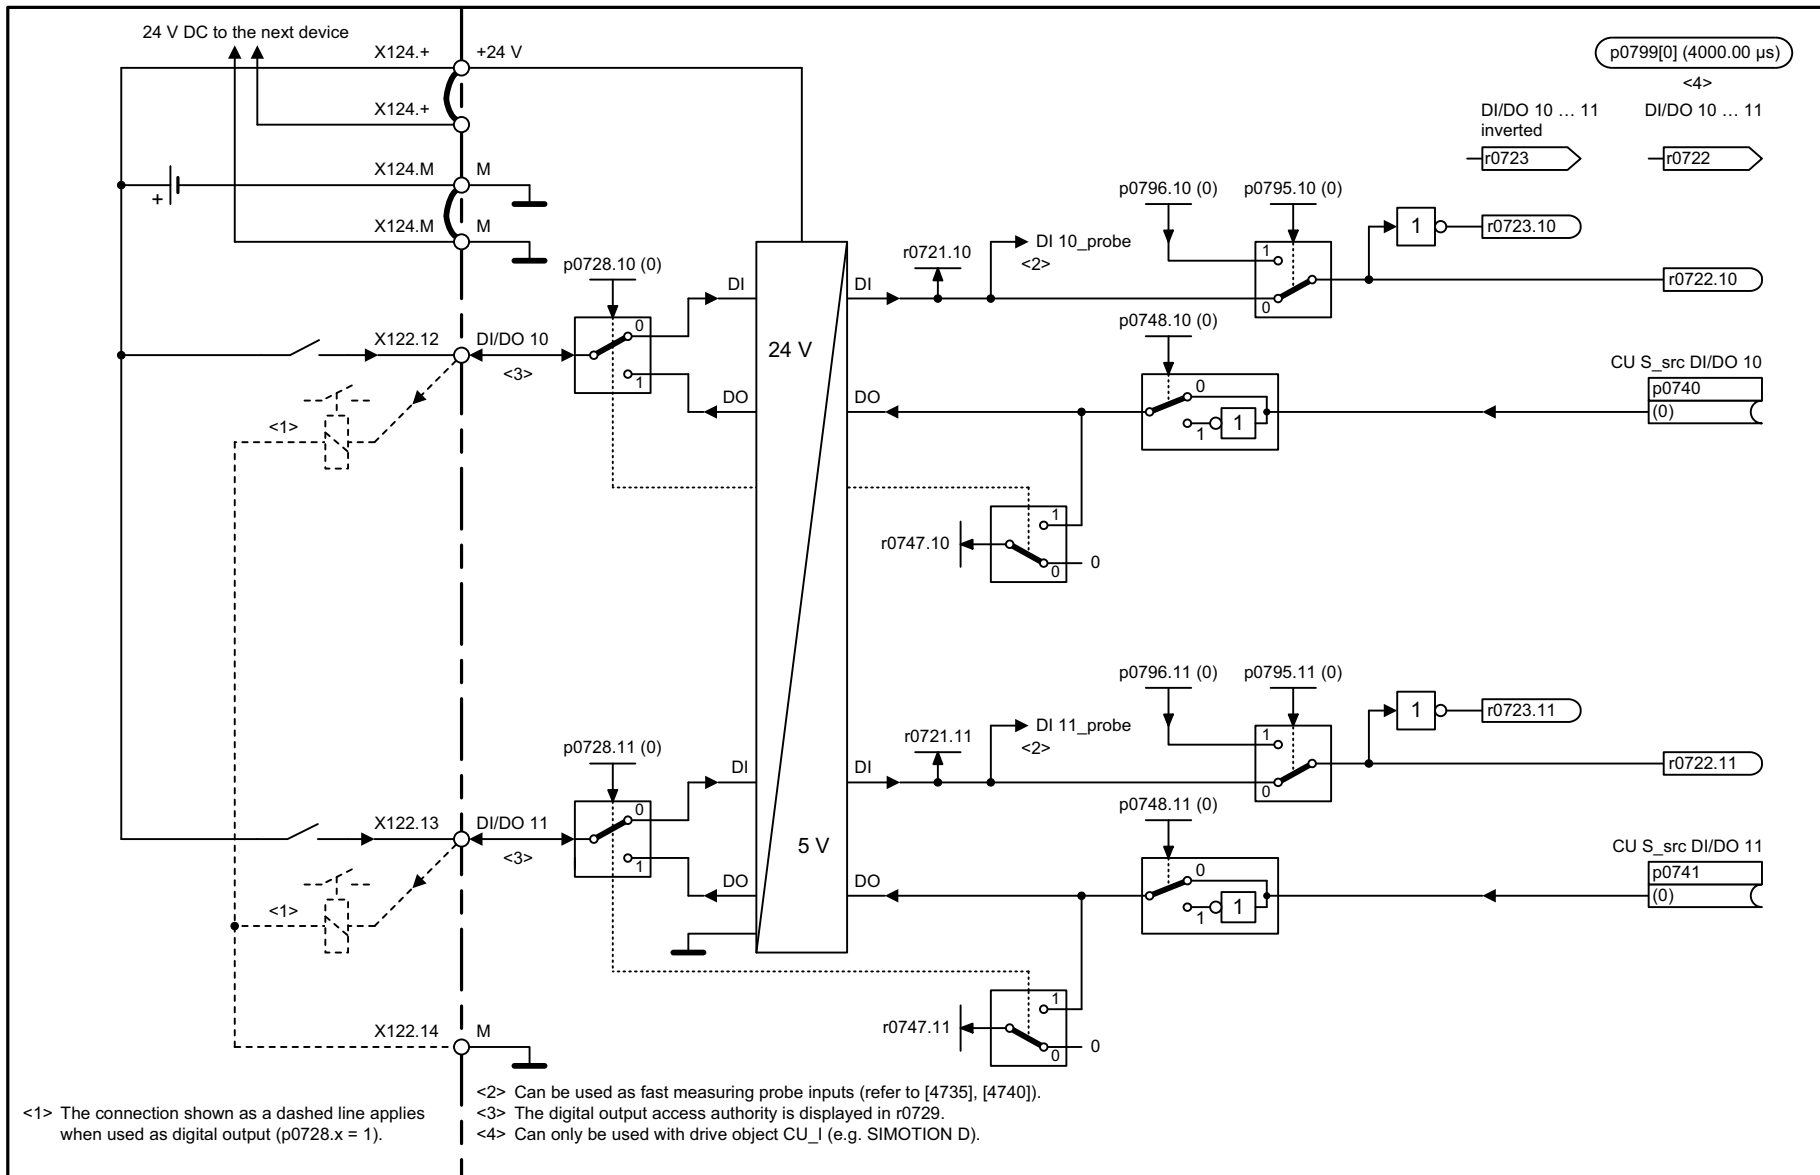 24 V DC to the next device
X124.+
+24 V
X124.+
X124.M
M
+
X124.M
M
p0799[0] (4000.00 µs)
<4>
DI/DO 10 … 11
inverted
DI/DO 10 … 11
r0723
r0722
p0796.10 (0)
p0795.10 (0)
1
r0723.10
DI 10_probe
<2>
r0721.10
1
0
r0722.10
p0728.10 (0)
DI
DI
X122.12
DI/DO 10
<3>
0
1
24 V
DO
DO
p0748.10 (0)
0
1
1
CU S_src DI/DO 10
p0740
(0)
<1>
r0747.10
1
0
0
p0796.11 (0)
p0795.11 (0)
1
r0723.11
DI 11_probe
<2>
r0721.11
1
0
r0722.11
p0728.11 (0)
DI
DI
X122.13
DI/DO 11
<3>
0
1
5 V
DO
DO
p0748.11 (0)
0
1
1
CU S_src DI/DO 11
p0741
(0)
<1>
r0747.11
1
0
0
X122.14
M
<1> The connection shown as a dashed line applies
when used as digital output (p0728.x = 1).
<2> Can be used as fast measuring probe inputs (refer to [4735], [4740]).
<3> The digital output access authority is displayed in r0729.
<4> Can only be used with drive object CU_I (e.g. SIMOTION D).